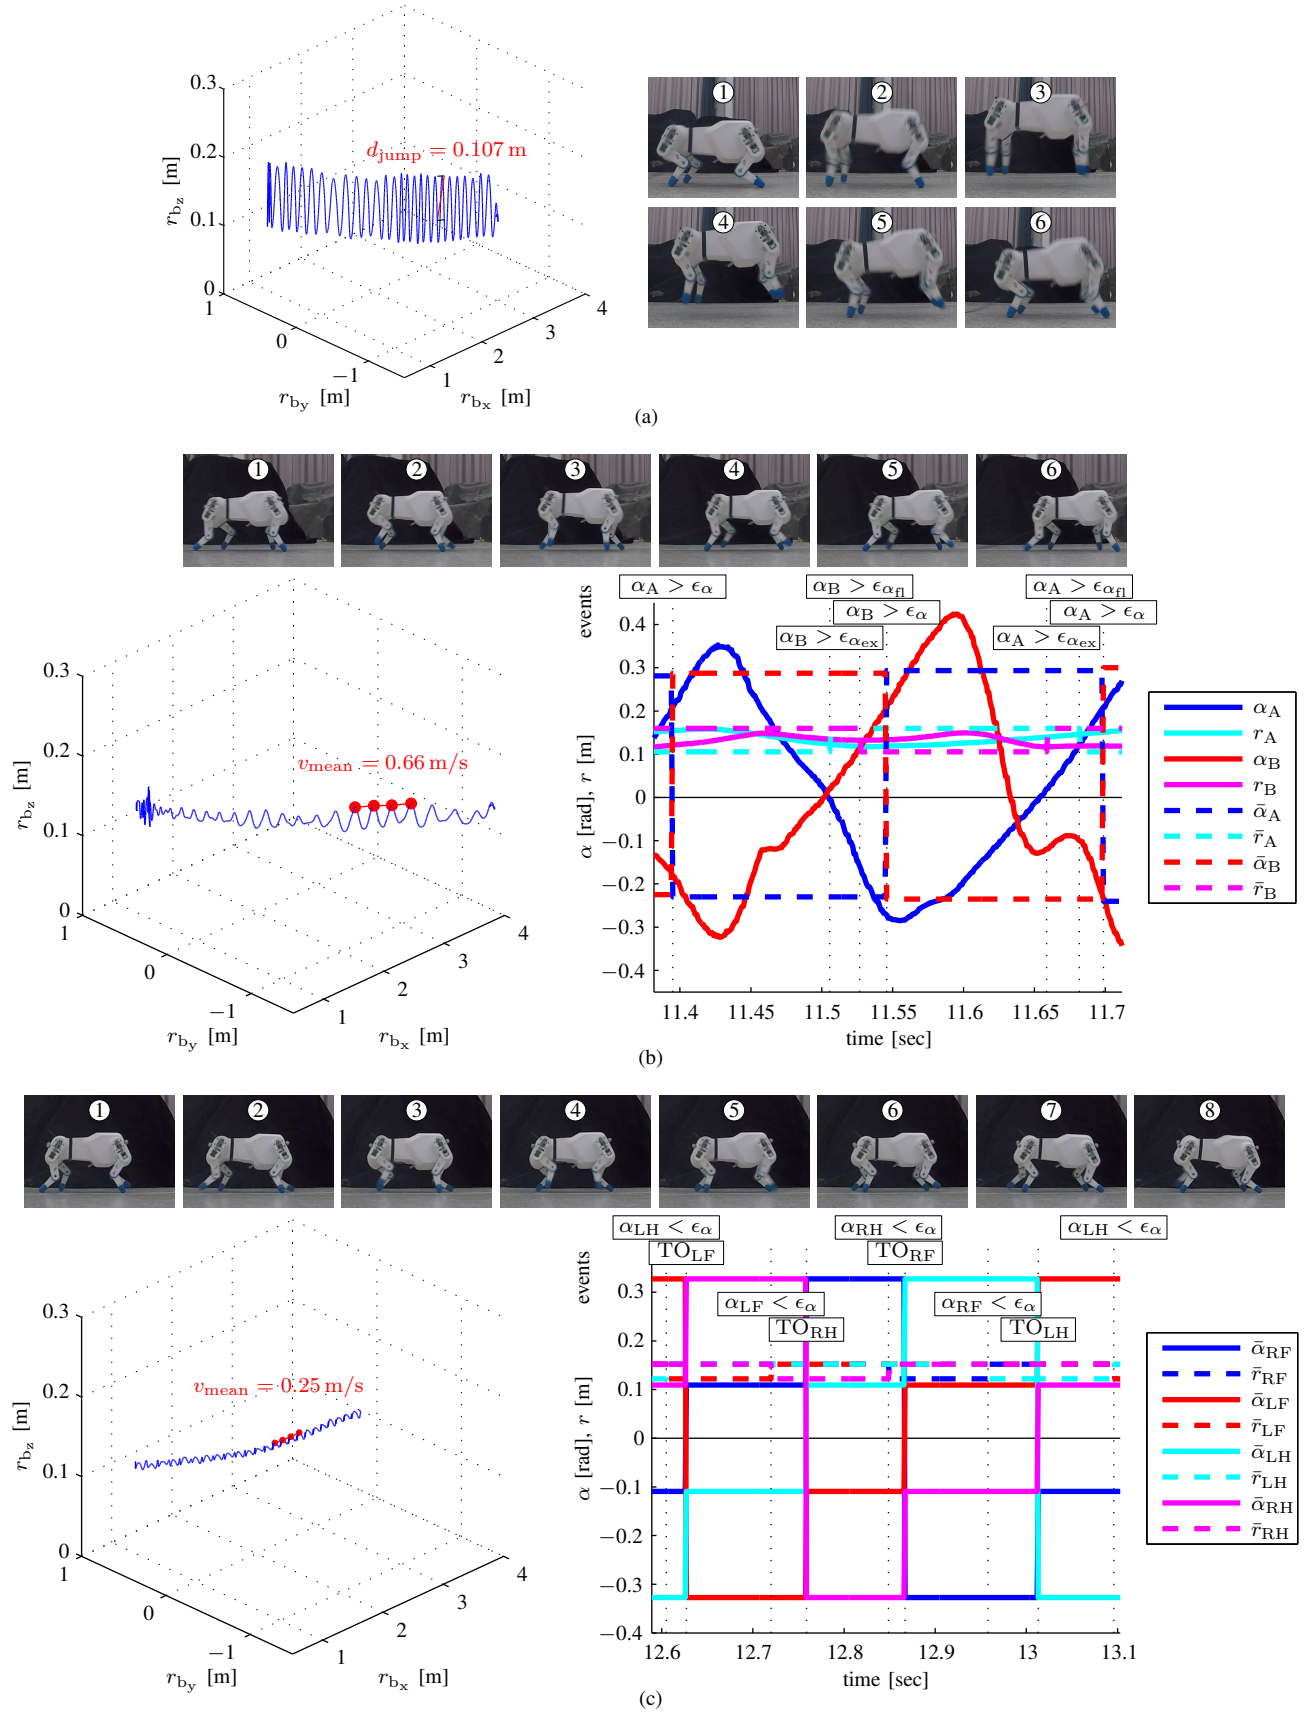 0.3
0.2
0.1
0
r_bz [m]
d_jump = 0.107 m
1
0
−1
r_by [m]
1
2
3
4
r_bx [m]
1 2 3
4 5 6
(a)
1 2 3 4 5 6
0.3
0.2
0.1
0
r_bz [m]
v_mean = 0.66 m/s
1
0
−1
r_by [m]
1
2
3
4
r_bx [m]
events
α_A > ϵ_α
α_B > ϵ_αfl
α_A > ϵ_αfl
α_B > ϵ_α
α_A > ϵ_α
α_B > ϵ_αex
α_A > ϵ_αex
α [rad], r [m]
0.4
0.3
0.2
0.1
0
−0.1
−0.2
−0.3
−0.4
11.4 11.45 11.5 11.55 11.6 11.65 11.7
time [sec]
α_A
r_A
α_B
r_B
ᾱ_A
r̄_A
ᾱ_B
r̄_B
(b)
1 2 3 4 5 6 7 8
0.3
0.2
0.1
0
r_bz [m]
v_mean = 0.25 m/s
1
0
−1
r_by [m]
1
2
3
4
r_bx [m]
events
α_LH < ϵ_α
α_RH < ϵ_α
α_LH < ϵ_α
TO_LF
TO_RF
α_LF < ϵ_α
α_RF < ϵ_α
TO_RH
TO_LH
α [rad], r [m]
0.3
0.2
0.1
0
−0.1
−0.2
−0.3
−0.4
12.6 12.7 12.8 12.9 13 13.1
time [sec]
ᾱ_RF
r̄_RF
ᾱ_LF
r̄_LF
ᾱ_LH
r̄_LH
ᾱ_RH
r̄_RH
(c)